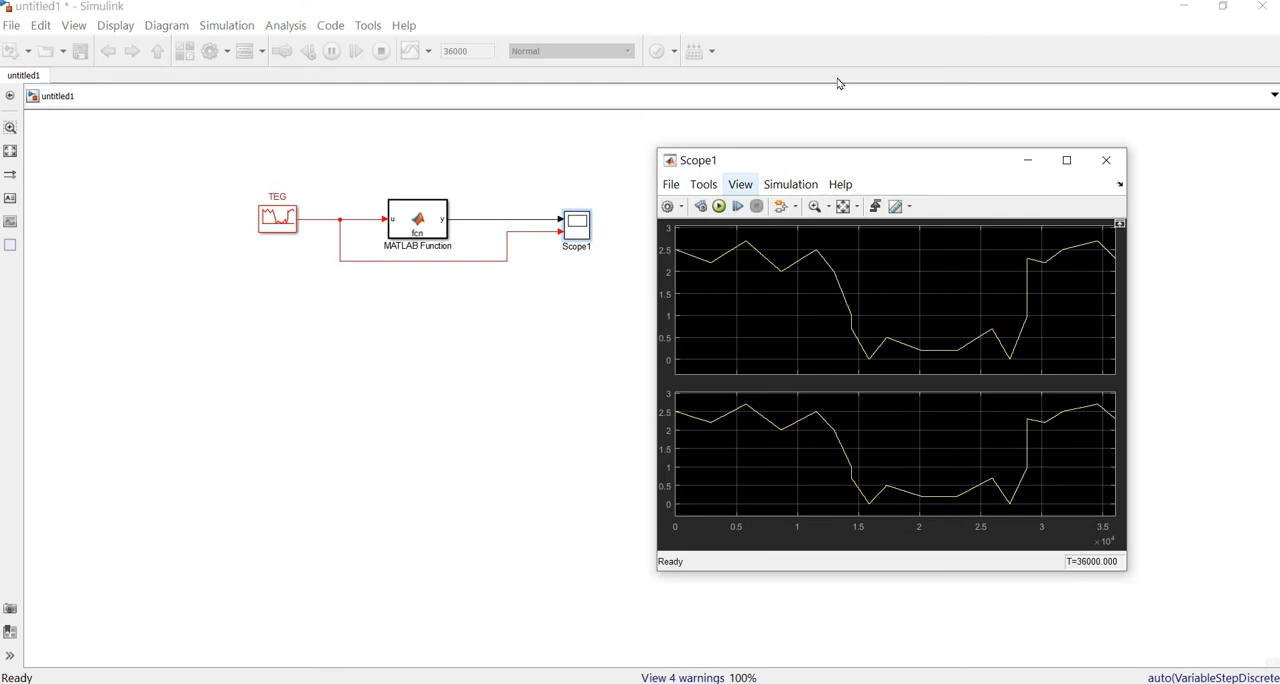 untitled1 * - Simulink
File Edit View Display Diagram Simulation Analysis Code Tools Help
36000 Normal
untitled1
untitled1
TEG
u fcn y
MATLAB Function
Scope1
Scope1
File Tools View Simulation Help
3
2.5
2
1.5
1
0.5
0
3
2.5
2
1.5
1
0.5
0
0 0.5 1 1.5 2 2.5 3 3.5
×10⁴
Ready T=36000.000
Ready View 4 warnings 100% auto(VariableStepDiscrete